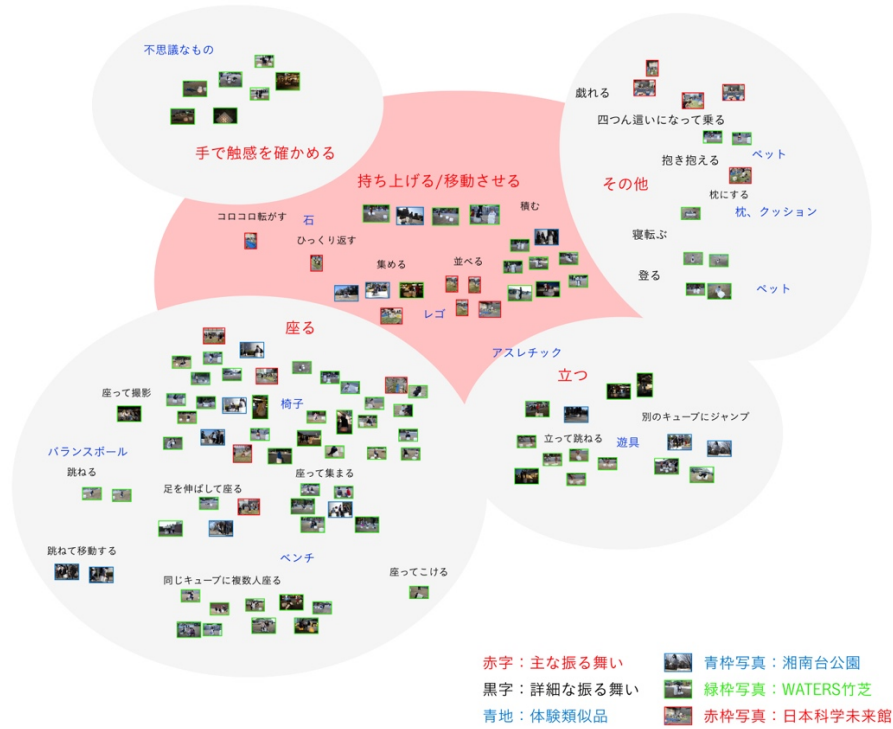 不思議なもの
手で触感を確かめる
持ち上げる/移動させる
コロコロ転がす
石
ひっくり返す
積む
集める
並べる
レゴ
戯れる
四つん這いになって乗る
抱き抱える
ペット
その他
枕にする
枕、クッション
寝転ぶ
登る
ベット
座る
座って撮影
椅子
バランスボール
跳ねる
足を伸ばして座る
座って集まる
跳ねて移動する
ベンチ
同じキューブに複数人座る
座ってこける
アスレチック
立つ
別のキューブにジャンプ
立って跳ねる
遊具
赤字：主な振る舞い
黒字：詳細な振る舞い
青地：体験類似品
青枠写真：湘南台公園
緑枠写真：WATERS竹芝
赤枠写真：日本科学未来館